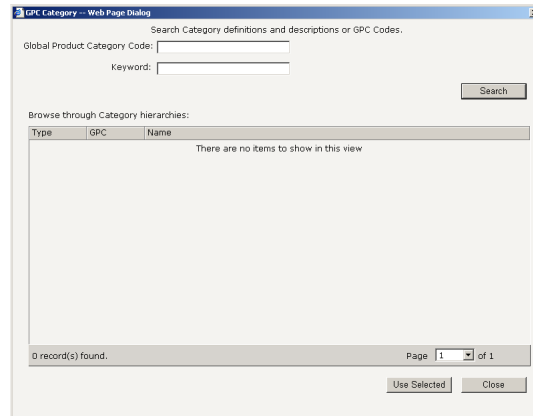 GPC Category -- Web Page Dialog
Search Category definitions and descriptions or GPC Codes.
Global Product Category Code:
Keyword:
Search
Browse through Category hierarchies:
Type GPC Name
There are no items to show in this view
0 record(s) found. Page 1 of 1
Use Selected Close